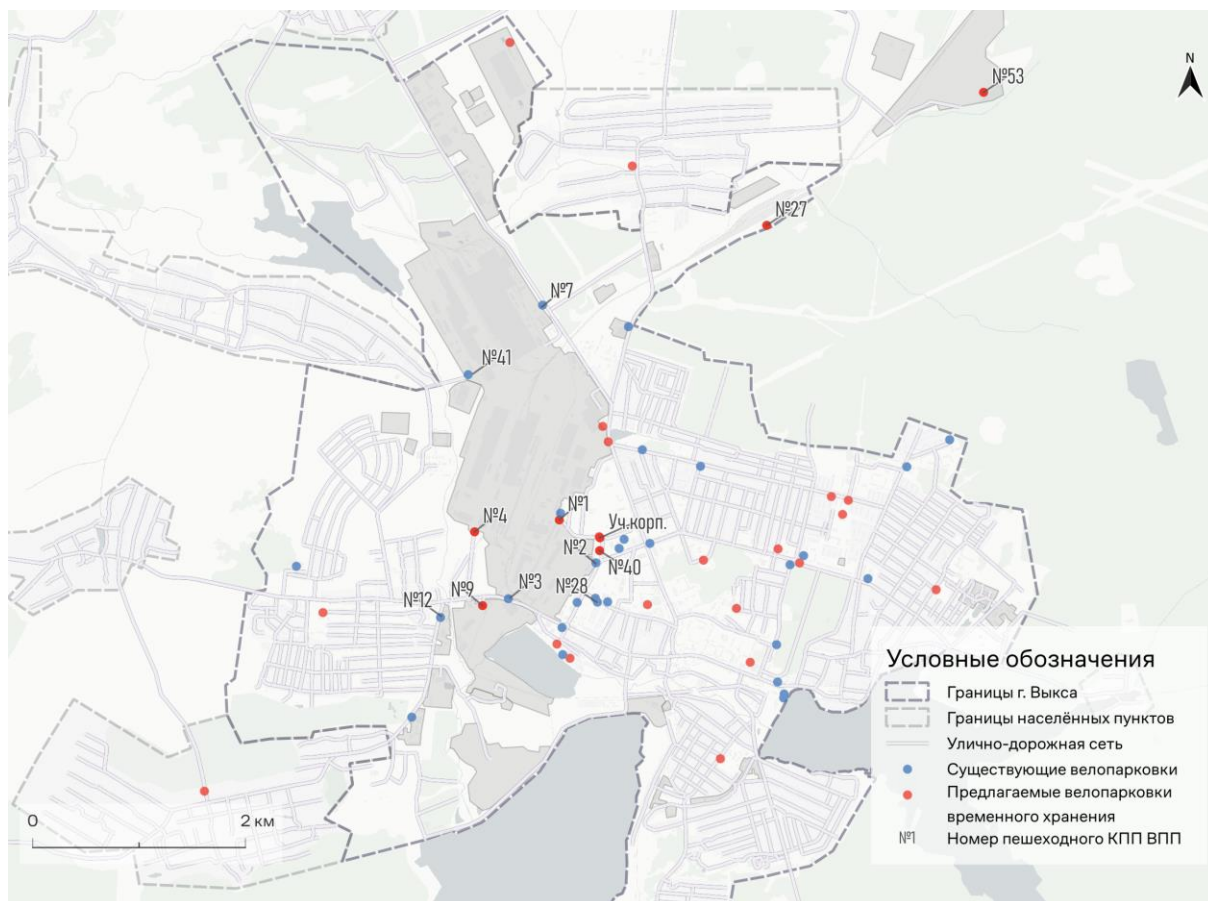 N
№53
№27
№7
№41
№1
№4
Уч.корп.
№2
№40
№3
№28
№9
№12
Условные обозначения
Границы г. Выкса
Границы населённых пунктов
Улично-дорожная сеть
Существующие велопарковки
Предлагаемые велопарковки
временного хранения
№1 Номер пешеходного КПП ВПП
0 2 км